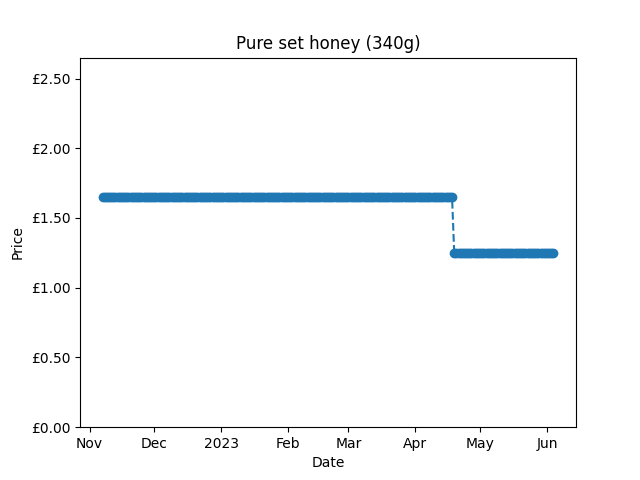 Pure set honey (340g)
£2.50
£2.00
£1.50
£1.00
£0.50
£0.00
Price
Nov Dec 2023 Feb Mar Apr May Jun
Date